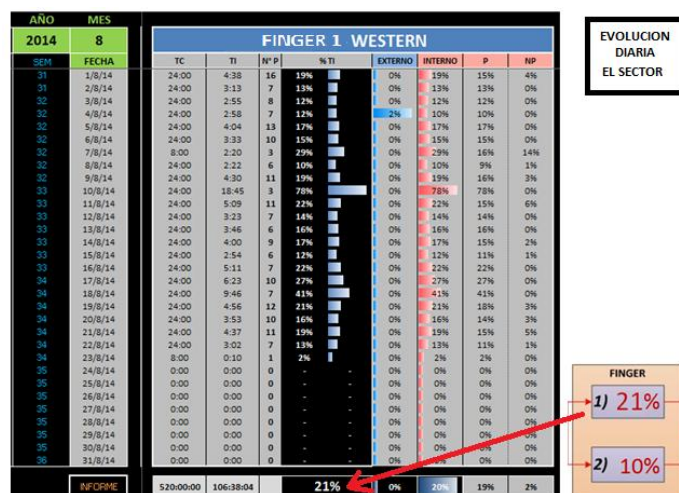 AÑO MES
2014 8 FINGER 1 WESTERN
SEM FECHA TC TI N° P % TI EXTERNO INTERNO P NP
31 1/8/14 24:00 4:38 16 19% 0% 19% 15% 4%
31 2/8/14 24:00 3:13 7 13% 0% 13% 13% 0%
32 3/8/14 24:00 2:55 8 12% 0% 12% 12% 0%
32 4/8/14 24:00 2:58 7 12% 2% 10% 10% 0%
32 5/8/14 24:00 4:04 13 17% 0% 17% 17% 0%
32 6/8/14 24:00 3:33 10 15% 0% 15% 15% 0%
32 7/8/14 8:00 2:20 3 29% 0% 29% 16% 14%
32 8/8/14 24:00 2:22 6 10% 0% 10% 9% 1%
32 9/8/14 24:00 4:30 11 19% 0% 19% 16% 3%
33 10/8/14 24:00 18:45 3 78% 0% 78% 78% 0%
33 11/8/14 24:00 5:09 11 22% 0% 22% 15% 6%
33 12/8/14 24:00 3:23 7 14% 0% 14% 14% 0%
33 13/8/14 24:00 3:46 6 16% 0% 16% 16% 0%
33 14/8/14 24:00 4:00 9 17% 0% 17% 15% 2%
33 15/8/14 24:00 2:54 6 12% 0% 12% 11% 1%
33 16/8/14 24:00 5:11 7 22% 0% 22% 22% 0%
34 17/8/14 24:00 6:23 10 27% 0% 27% 27% 0%
34 18/8/14 24:00 9:46 7 41% 0% 41% 41% 0%
34 19/8/14 24:00 4:56 12 21% 0% 21% 18% 3%
34 20/8/14 24:00 3:53 10 16% 0% 16% 14% 3%
34 21/8/14 24:00 4:37 11 19% 0% 19% 15% 5%
34 22/8/14 24:00 3:02 7 13% 0% 13% 11% 1%
34 23/8/14 8:00 0:10 1 2% 0% 2% 2% 0%
35 24/8/14 0:00 0:00 0 - - 0% 0% 0% 0%
35 25/8/14 0:00 0:00 0 - - 0% 0% 0% 0%
35 26/8/14 0:00 0:00 0 - - 0% 0% 0% 0%
35 27/8/14 0:00 0:00 0 - - 0% 0% 0% 0%
35 28/8/14 0:00 0:00 0 - - 0% 0% 0% 0%
35 29/8/14 0:00 0:00 0 - - 0% 0% 0% 0%
35 30/8/14 0:00 0:00 0 - - 0% 0% 0% 0%
36 31/8/14 0:00 0:00 0 - - 0% 0% 0% 0%
INFORME 520:00:00 106:38:04 21% 0% 20% 19% 2%
EVOLUCION
DIARIA
EL SECTOR
FINGER
1) 21%
2) 10%